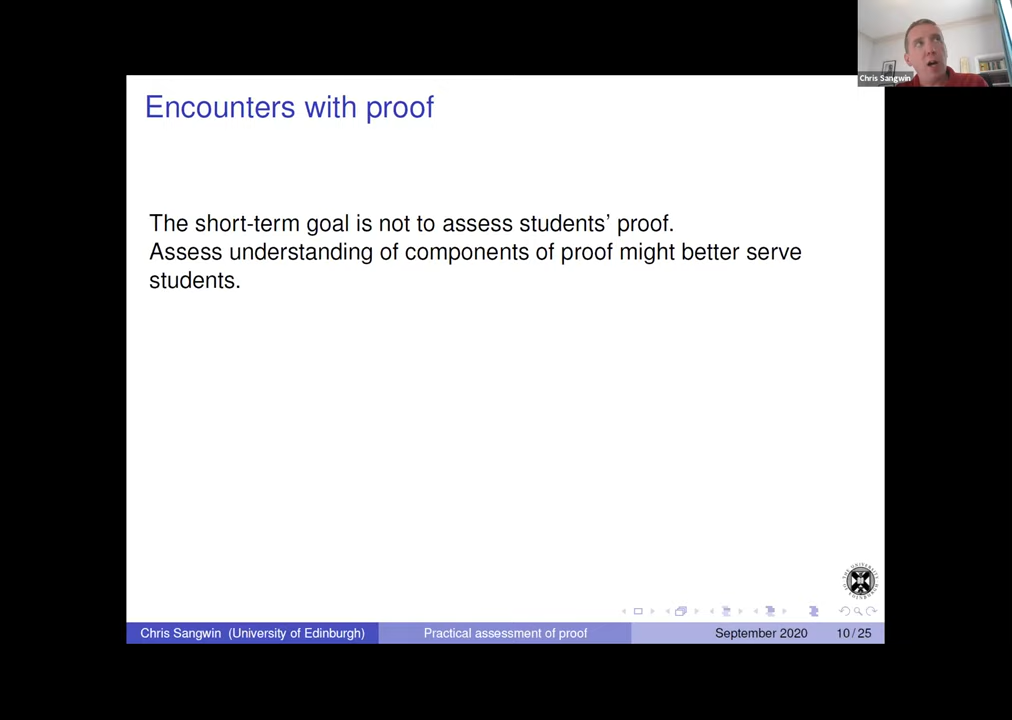 Chris Sangwin
Encounters with proof
The short-term goal is not to assess students' proof.
Assess understanding of components of proof might better serve
students.
Chris Sangwin (University of Edinburgh)
Practical assessment of proof
September 2020
10 / 25